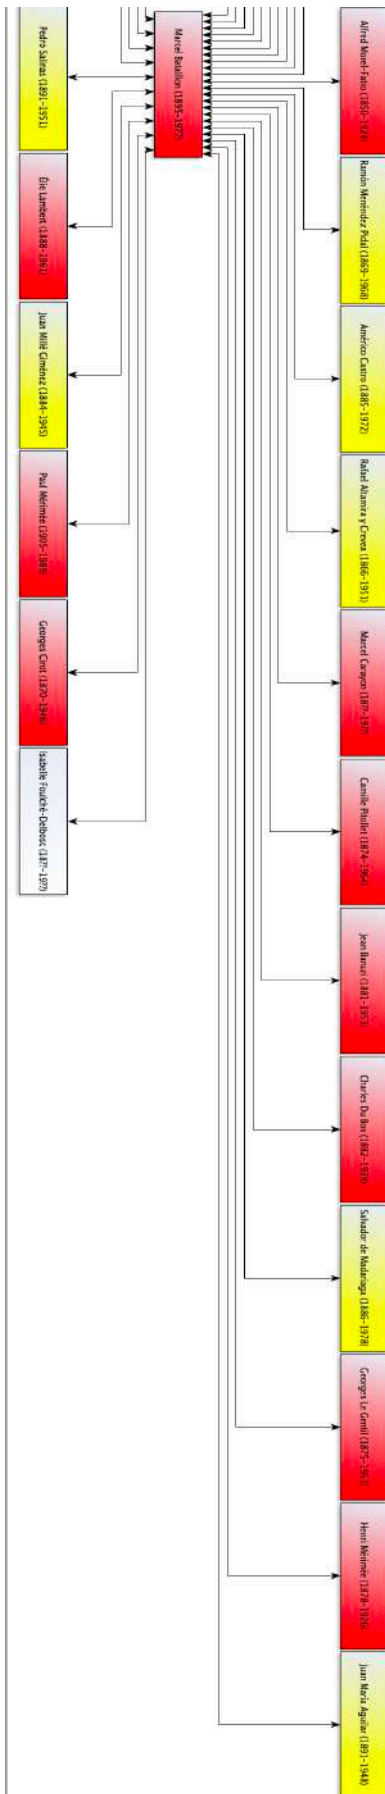 Alfred Morel-Fatio (1850-1924)
Ramón Menéndez Pidal (1869-1968)
Américo Castro (1885-1972)
Rafael Altamira y Crevea (1866-1951)
Marcel Carayon (18??-19??)
Camille Pitollet (1874-1964)
Jean Baruzi (1881-1953)
Charles Du Bos (1882-1939)
Salvador de Madariaga (1886-1978)
Georges Le Gentil (1875-1953)
Henri Mérimée (1878-1926)
Juan María Aguilar (1891-1948)
Marcel Bataillon (1895-1977)
Pedro Salinas (1891-1951)
Élie Lambert (1888-1961)
Juan Millé Giménez (1884-1945)
Paul Mérimée (1905-1989)
Georges Cirot (1870-1946)
Isabelle Foulché-Delbosc (18??-19??)